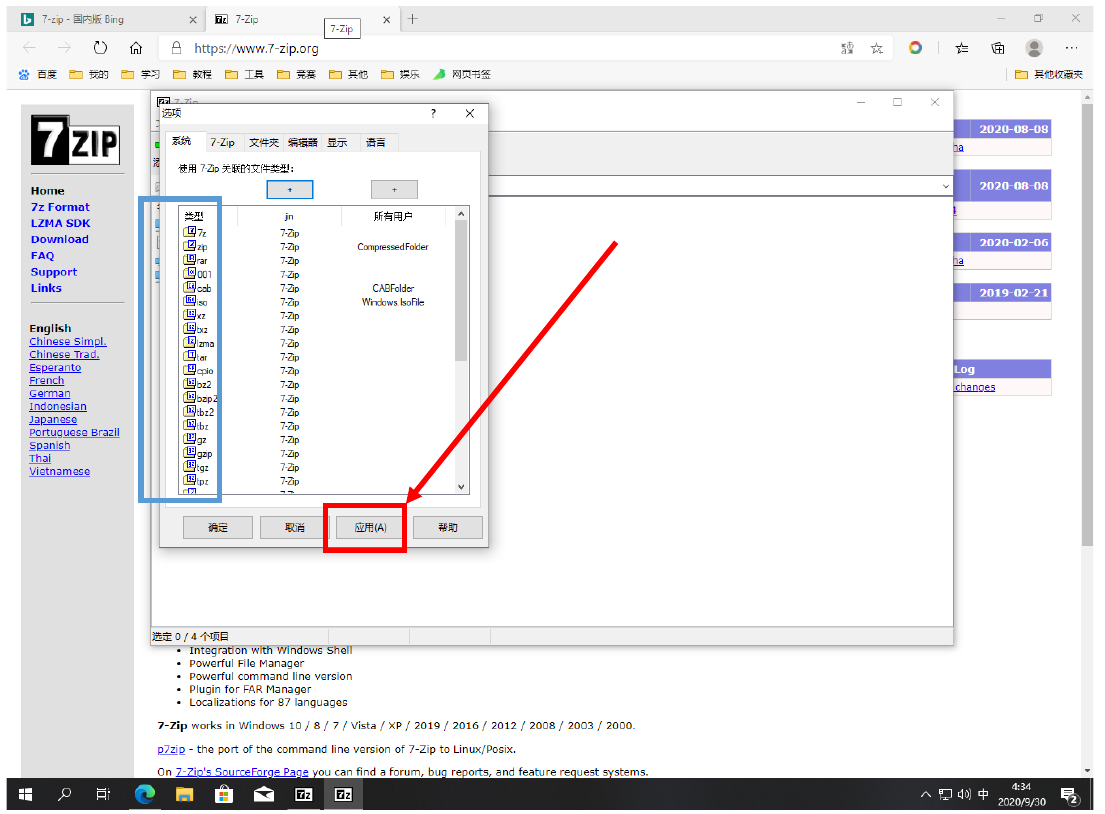 7-zip - 国内版 Bing
7-Zip
7-Zip
https://www.7-zip.org
百度 我的 学习 教程 工具 竞赛 其他 娱乐 网页书签 其他收藏夹
7ZIP
Home
7z Format
LZMA SDK
Download
FAQ
Support
Links
English
Chinese Simpl.
Chinese Trad.
Esperanto
French
German
Indonesian
Japanese
Portuguese Brazil
Spanish
Thai
Vietnamese
7-Zip
选项
?
系统 7-Zip 文件夹 编辑器 显示 语言
使用 7-Zip 关联的文件类型:
+ +
类型 jin 所有用户
7z 7-Zip
zip 7-Zip CompressedFolder
rar 7-Zip
001 7-Zip
cab 7-Zip CABFolder
iso 7-Zip Windows.IsoFile
xz 7-Zip
txz 7-Zip
lzma 7-Zip
tar 7-Zip
cpio 7-Zip
bz2 7-Zip
bzip2 7-Zip
tbz2 7-Zip
tbz 7-Zip
gz 7-Zip
gzip 7-Zip
tgz 7-Zip
tpz 7-Zip
确定 取消 应用(A) 帮助
2020-08-08
ha
2020-08-08
2020-02-06
ha
2019-02-21
Log
changes
选定 0 / 4 个项目
Integration with Windows Shell
Powerful File Manager
Powerful command line version
Plugin for FAR Manager
Localizations for 87 languages
7-Zip works in Windows 10 / 8 / 7 / Vista / XP / 2019 / 2016 / 2012 / 2008 / 2003 / 2000.
p7zip - the port of the command line version of 7-Zip to Linux/Posix.
On 7-Zip's SourceForge Page you can find a forum, bug reports, and feature request systems.
7z
7z
中
4:34
2020/9/30
2